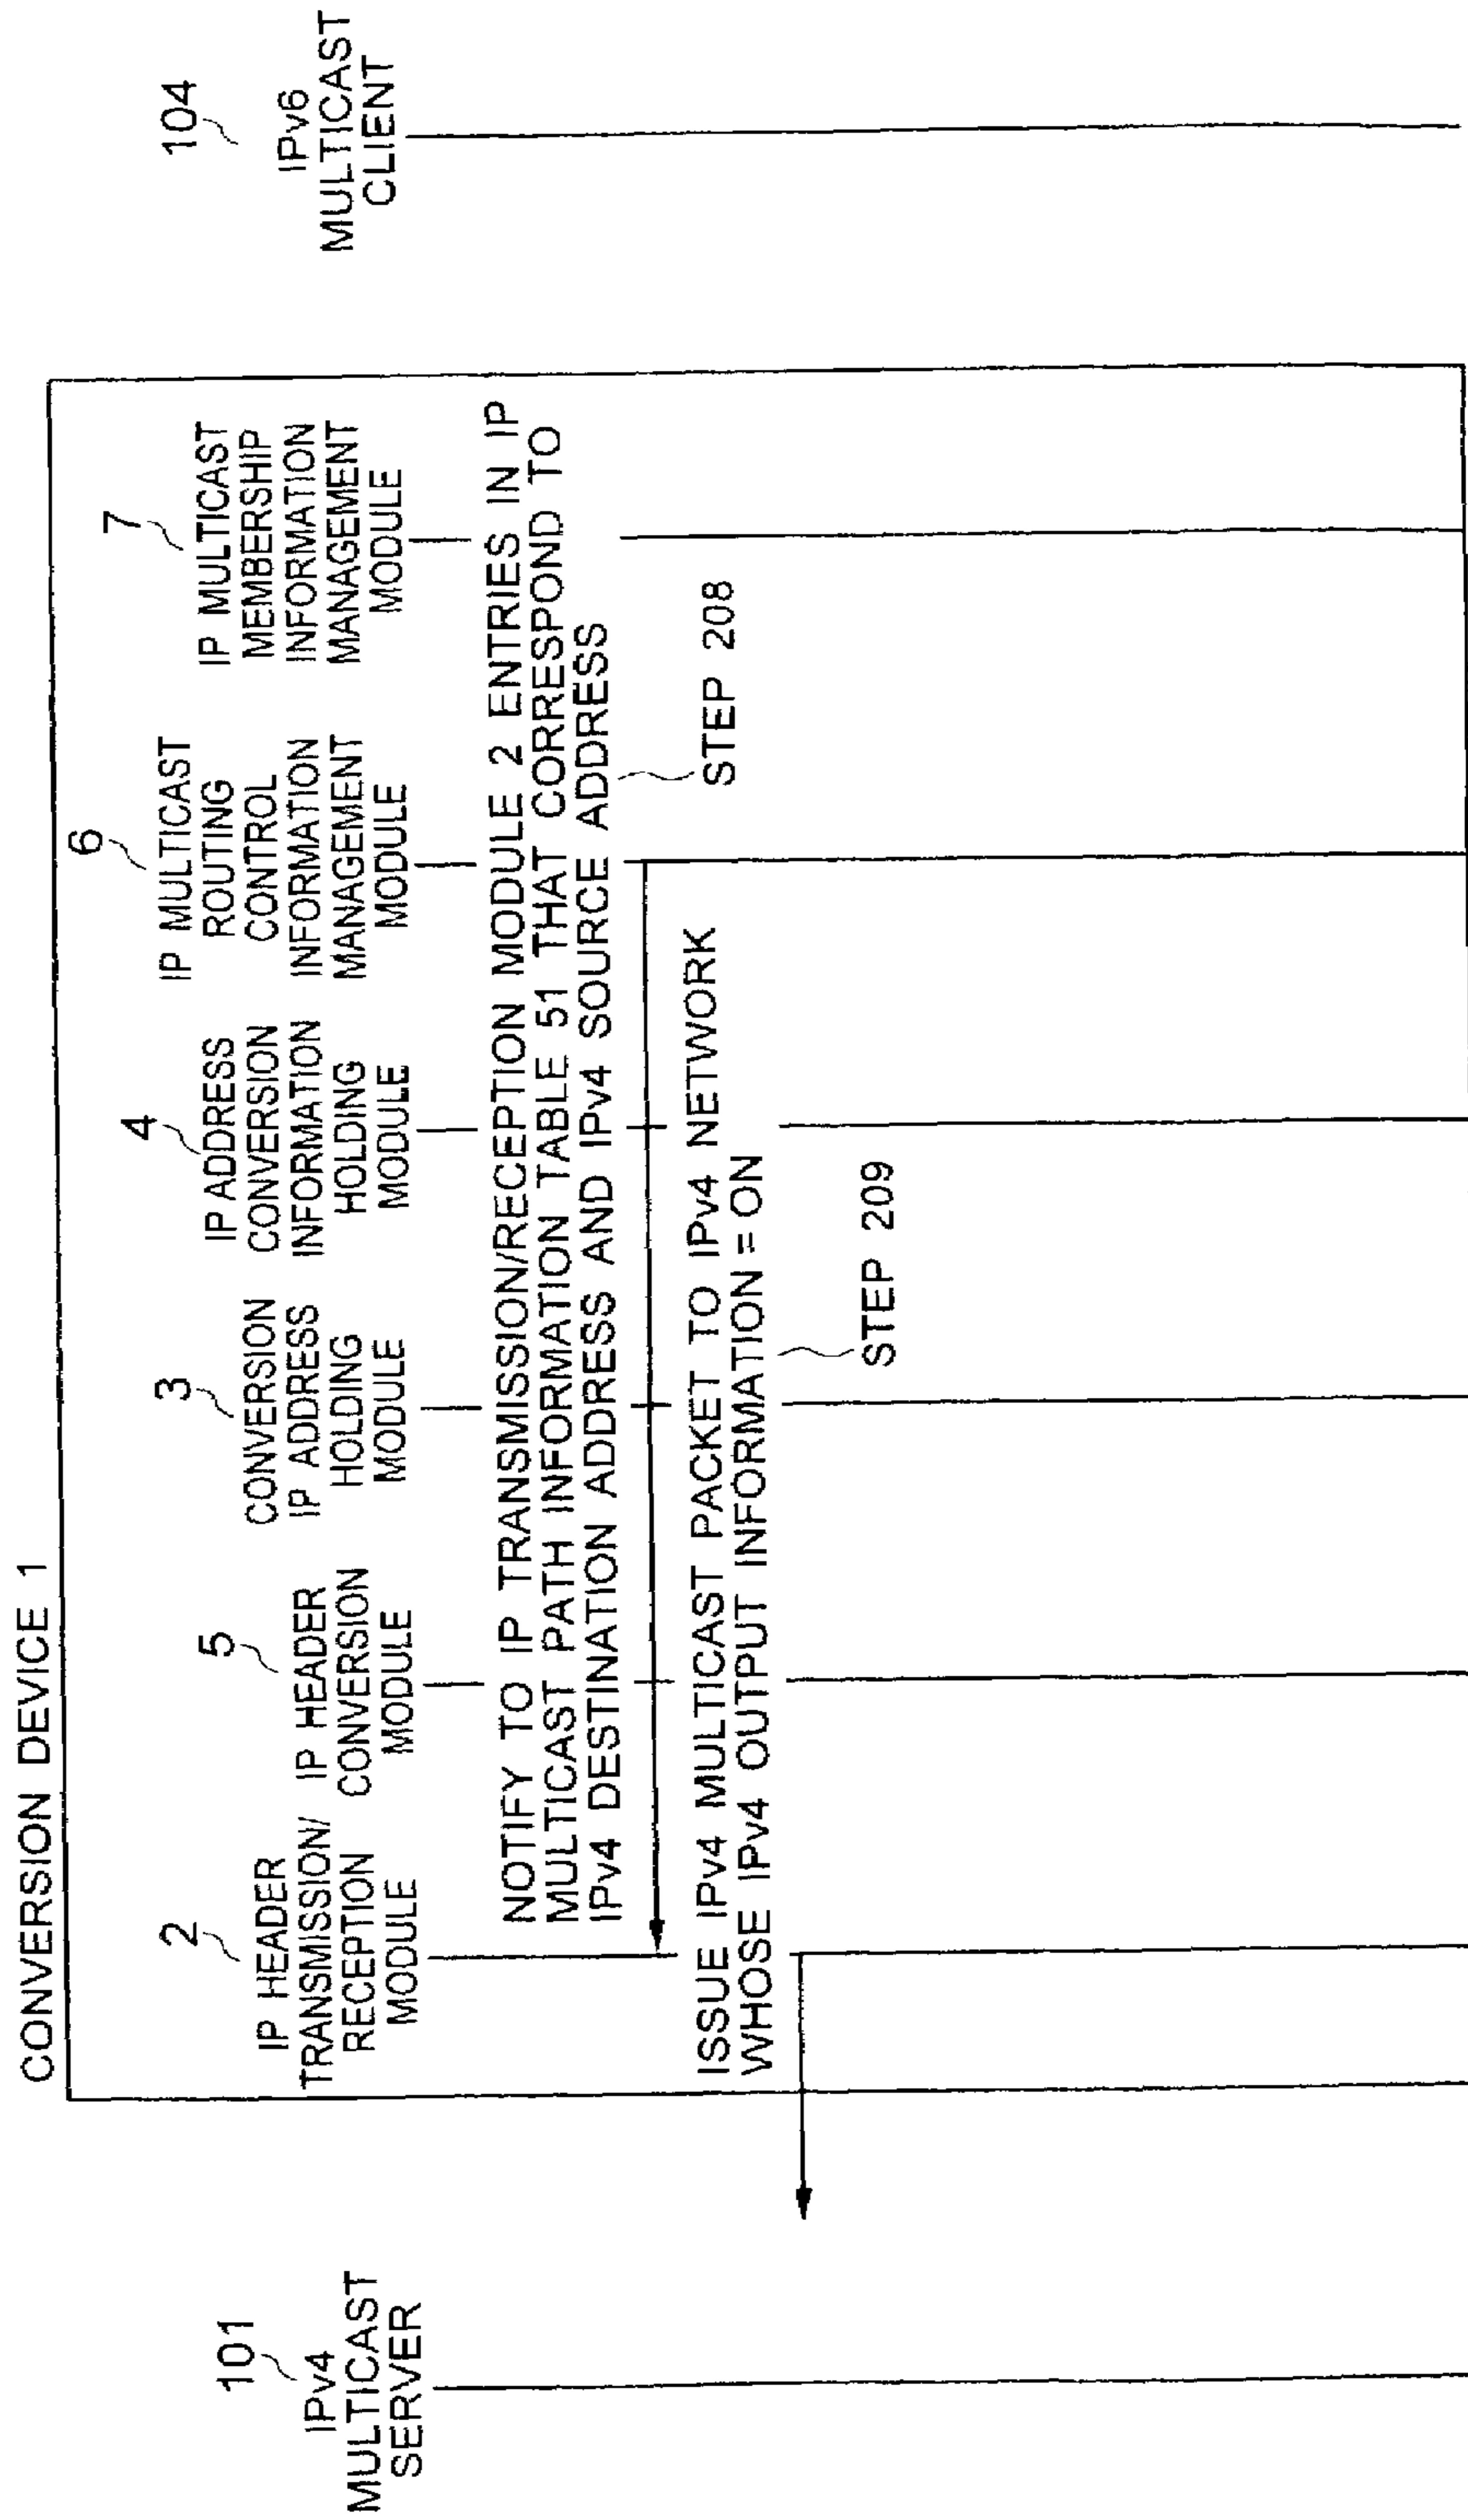 CONVERSION DEVICE 1
101
IPv4
MULTICAST
SERVER
2
IP HEADER
TRANSMISSION/
RECEPTION
MODULE
5
IP HEADER
CONVERSION
MODULE
3
CONVERSION
IP ADDRESS
HOLDING
MODULE
4
IP ADDRESS
CONVERSION
INFORMATION
HOLDING
MODULE
6
IP MULTICAST
ROUTING
CONTROL
INFORMATION
MANAGEMENT
MODULE
7
IP MULTICAST
MEMBERSHIP
INFORMATION
MANAGEMENT
MODULE
104
IPv6
MULTICAST
CLIENT
NOTIFY TO IP TRANSMISSION/RECEPTION MODULE 2 ENTRIES IN IP
MULTICAST PATH INFORMATION TABLE 51 THAT CORRESPOND TO
IPv4 DESTINATION ADDRESS AND IPv4 SOURCE ADDRESS
STEP 208
ISSUE IPv4 MULTICAST PACKET TO IPv4 NETWORK
WHOSE IPv4 OUTPUT INFORMATION = ON
STEP 209